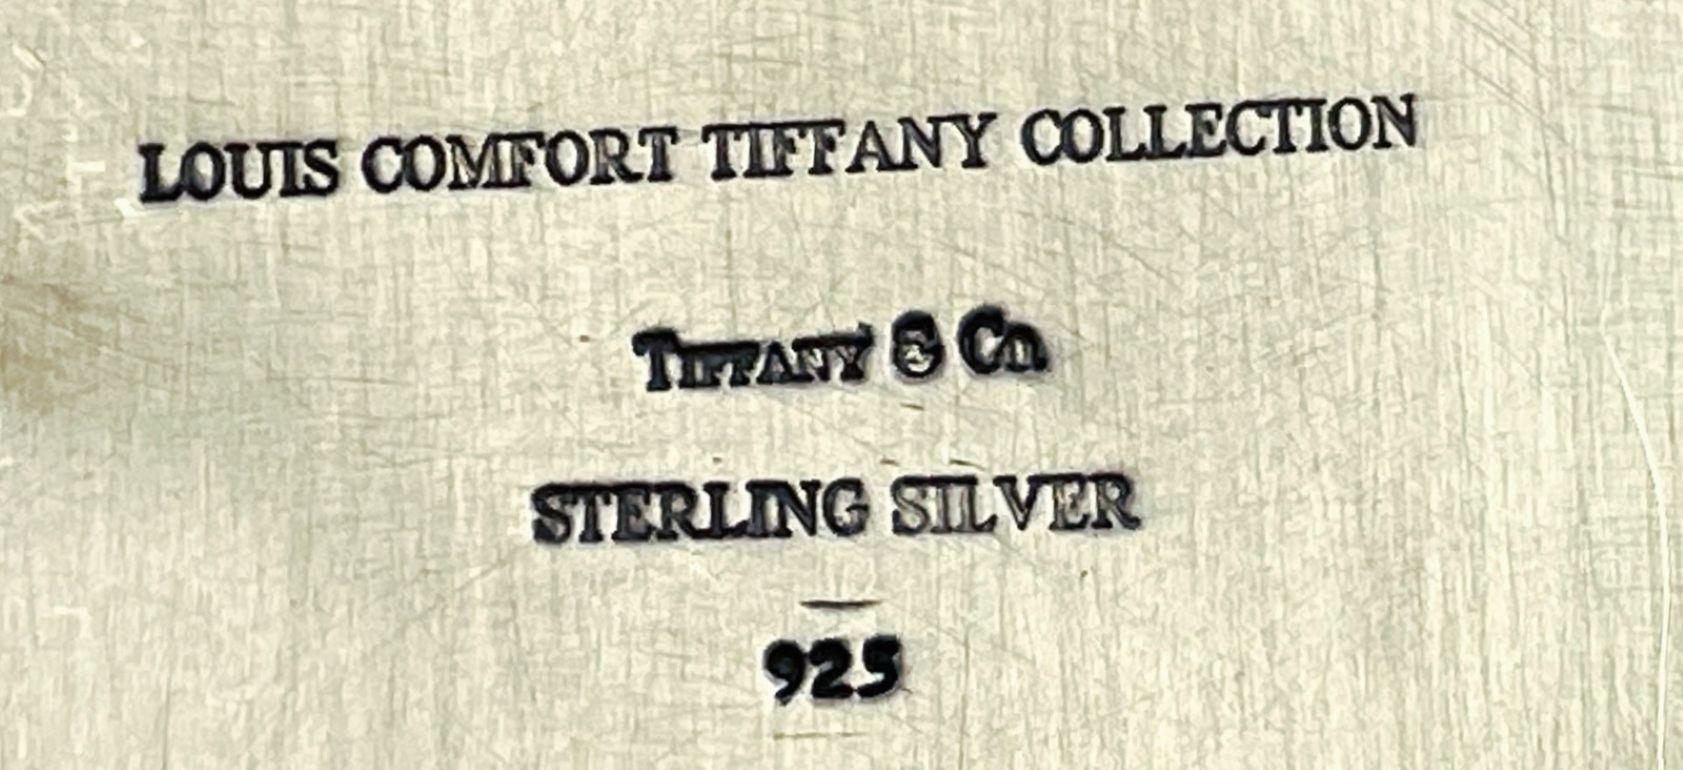 LOUIS COMFORT TIFFANY COLLECTION
TIFFANY & Co
STERLING SILVER
925